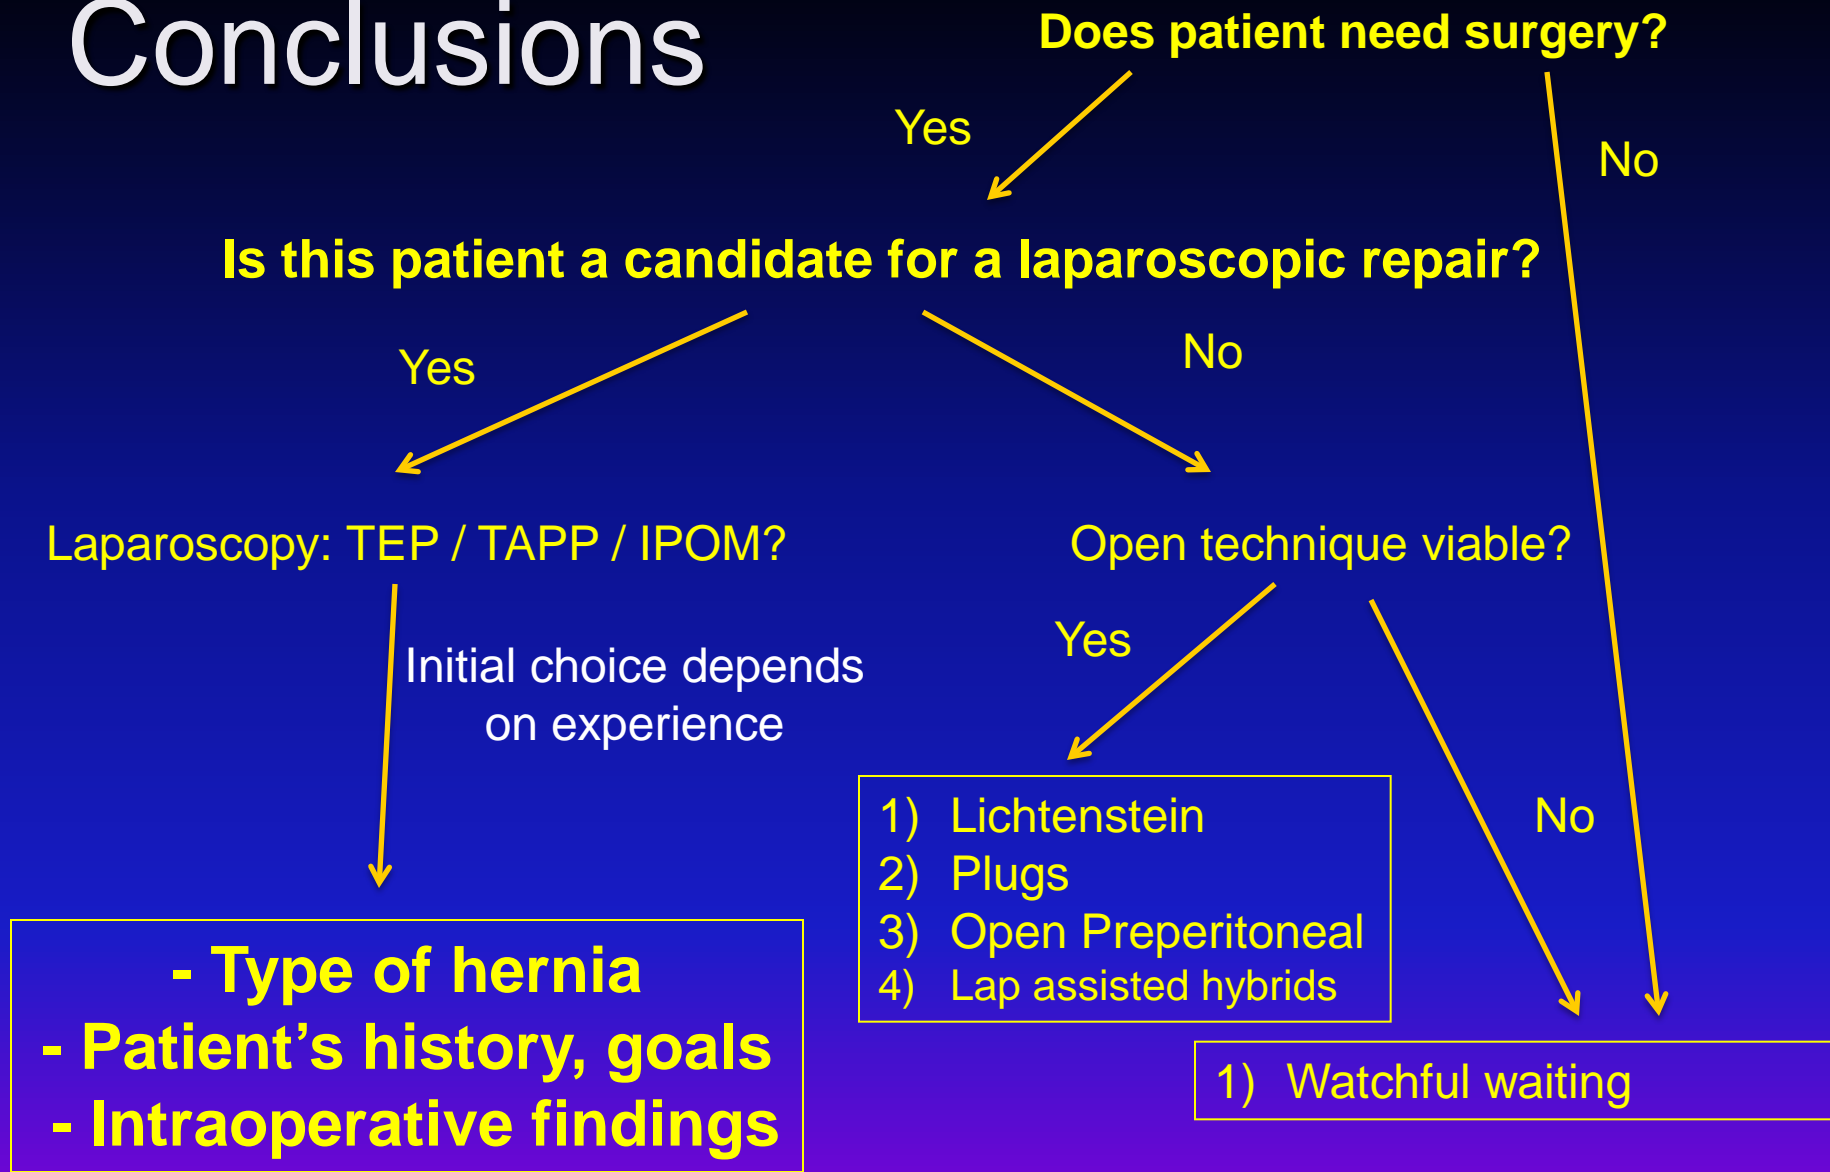 Conclusions
Does patient need surgery?
Yes
No
Is this patient a candidate for a laparoscopic repair?
Yes
No
Laparoscopy: TEP / TAPP / IPOM?
Open technique viable?
Initial choice depends
on experience
Yes
No
1) Lichtenstein
2) Plugs
3) Open Preperitoneal
4) Lap assisted hybrids
- Type of hernia
- Patient’s history, goals
- Intraoperative findings
1) Watchful waiting